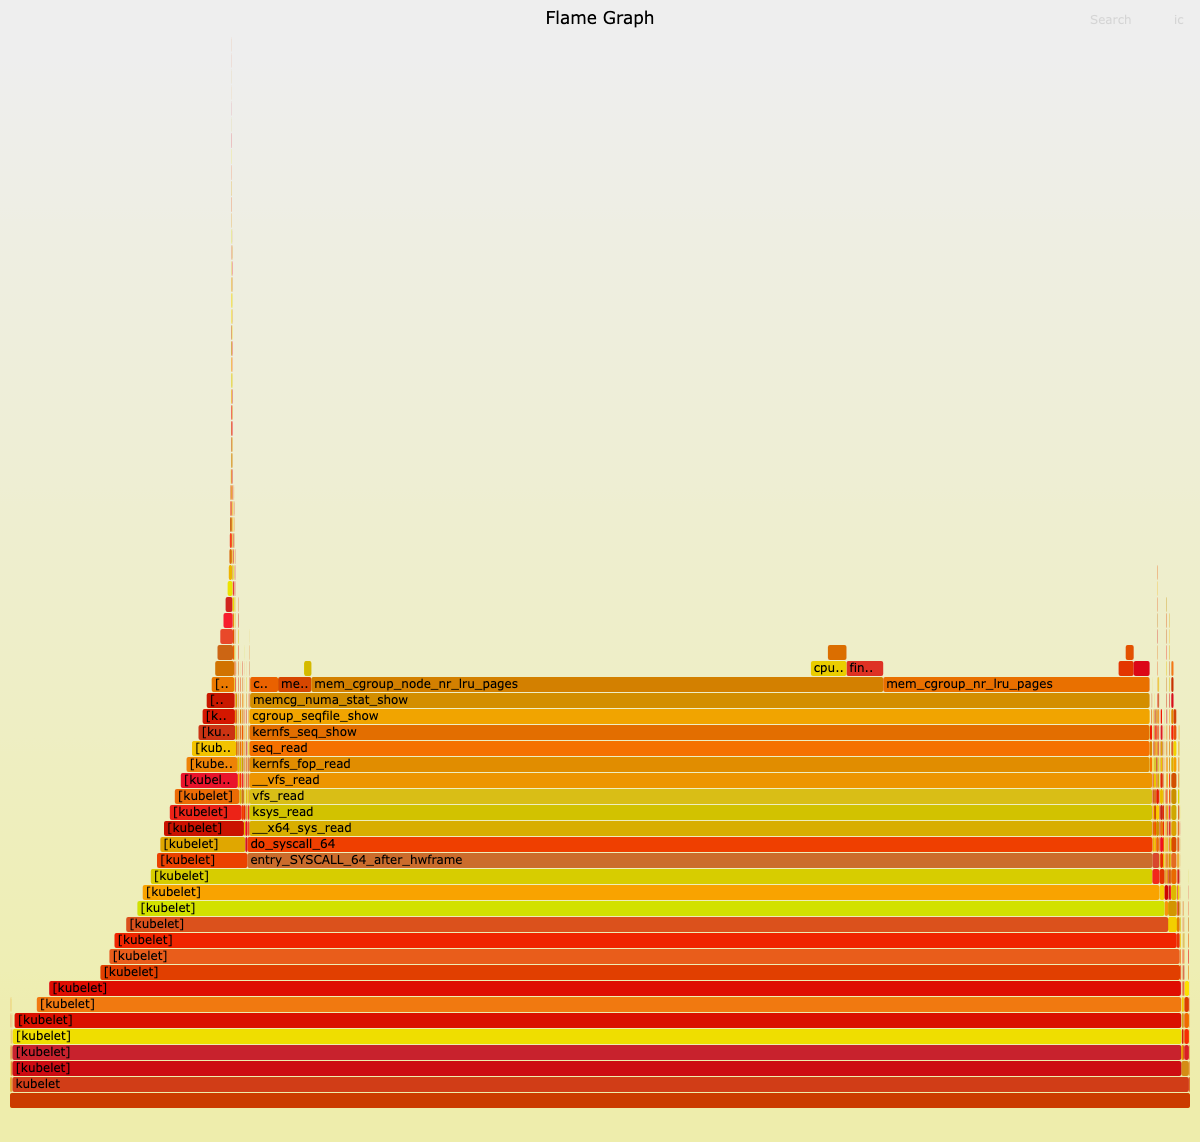 Flame Graph
Search ic
cpu.. fin..
[.. c.. me.. mem_cgroup_node_nr_lru_pages mem_cgroup_nr_lru_pages
[.. memcg_numa_stat_show
[k.. cgroup_seqfile_show
[ku.. kernfs_seq_show
[kub.. seq_read
[kube.. kernfs_fop_read
[kubel.. __vfs_read
[kubelet] vfs_read
[kubelet] ksys_read
[kubelet] __x64_sys_read
[kubelet] do_syscall_64
[kubelet] entry_SYSCALL_64_after_hwframe
[kubelet]
[kubelet]
[kubelet]
[kubelet]
[kubelet]
[kubelet]
[kubelet]
[kubelet]
[kubelet]
[kubelet]
[kubelet]
[kubelet]
[kubelet]
kubelet